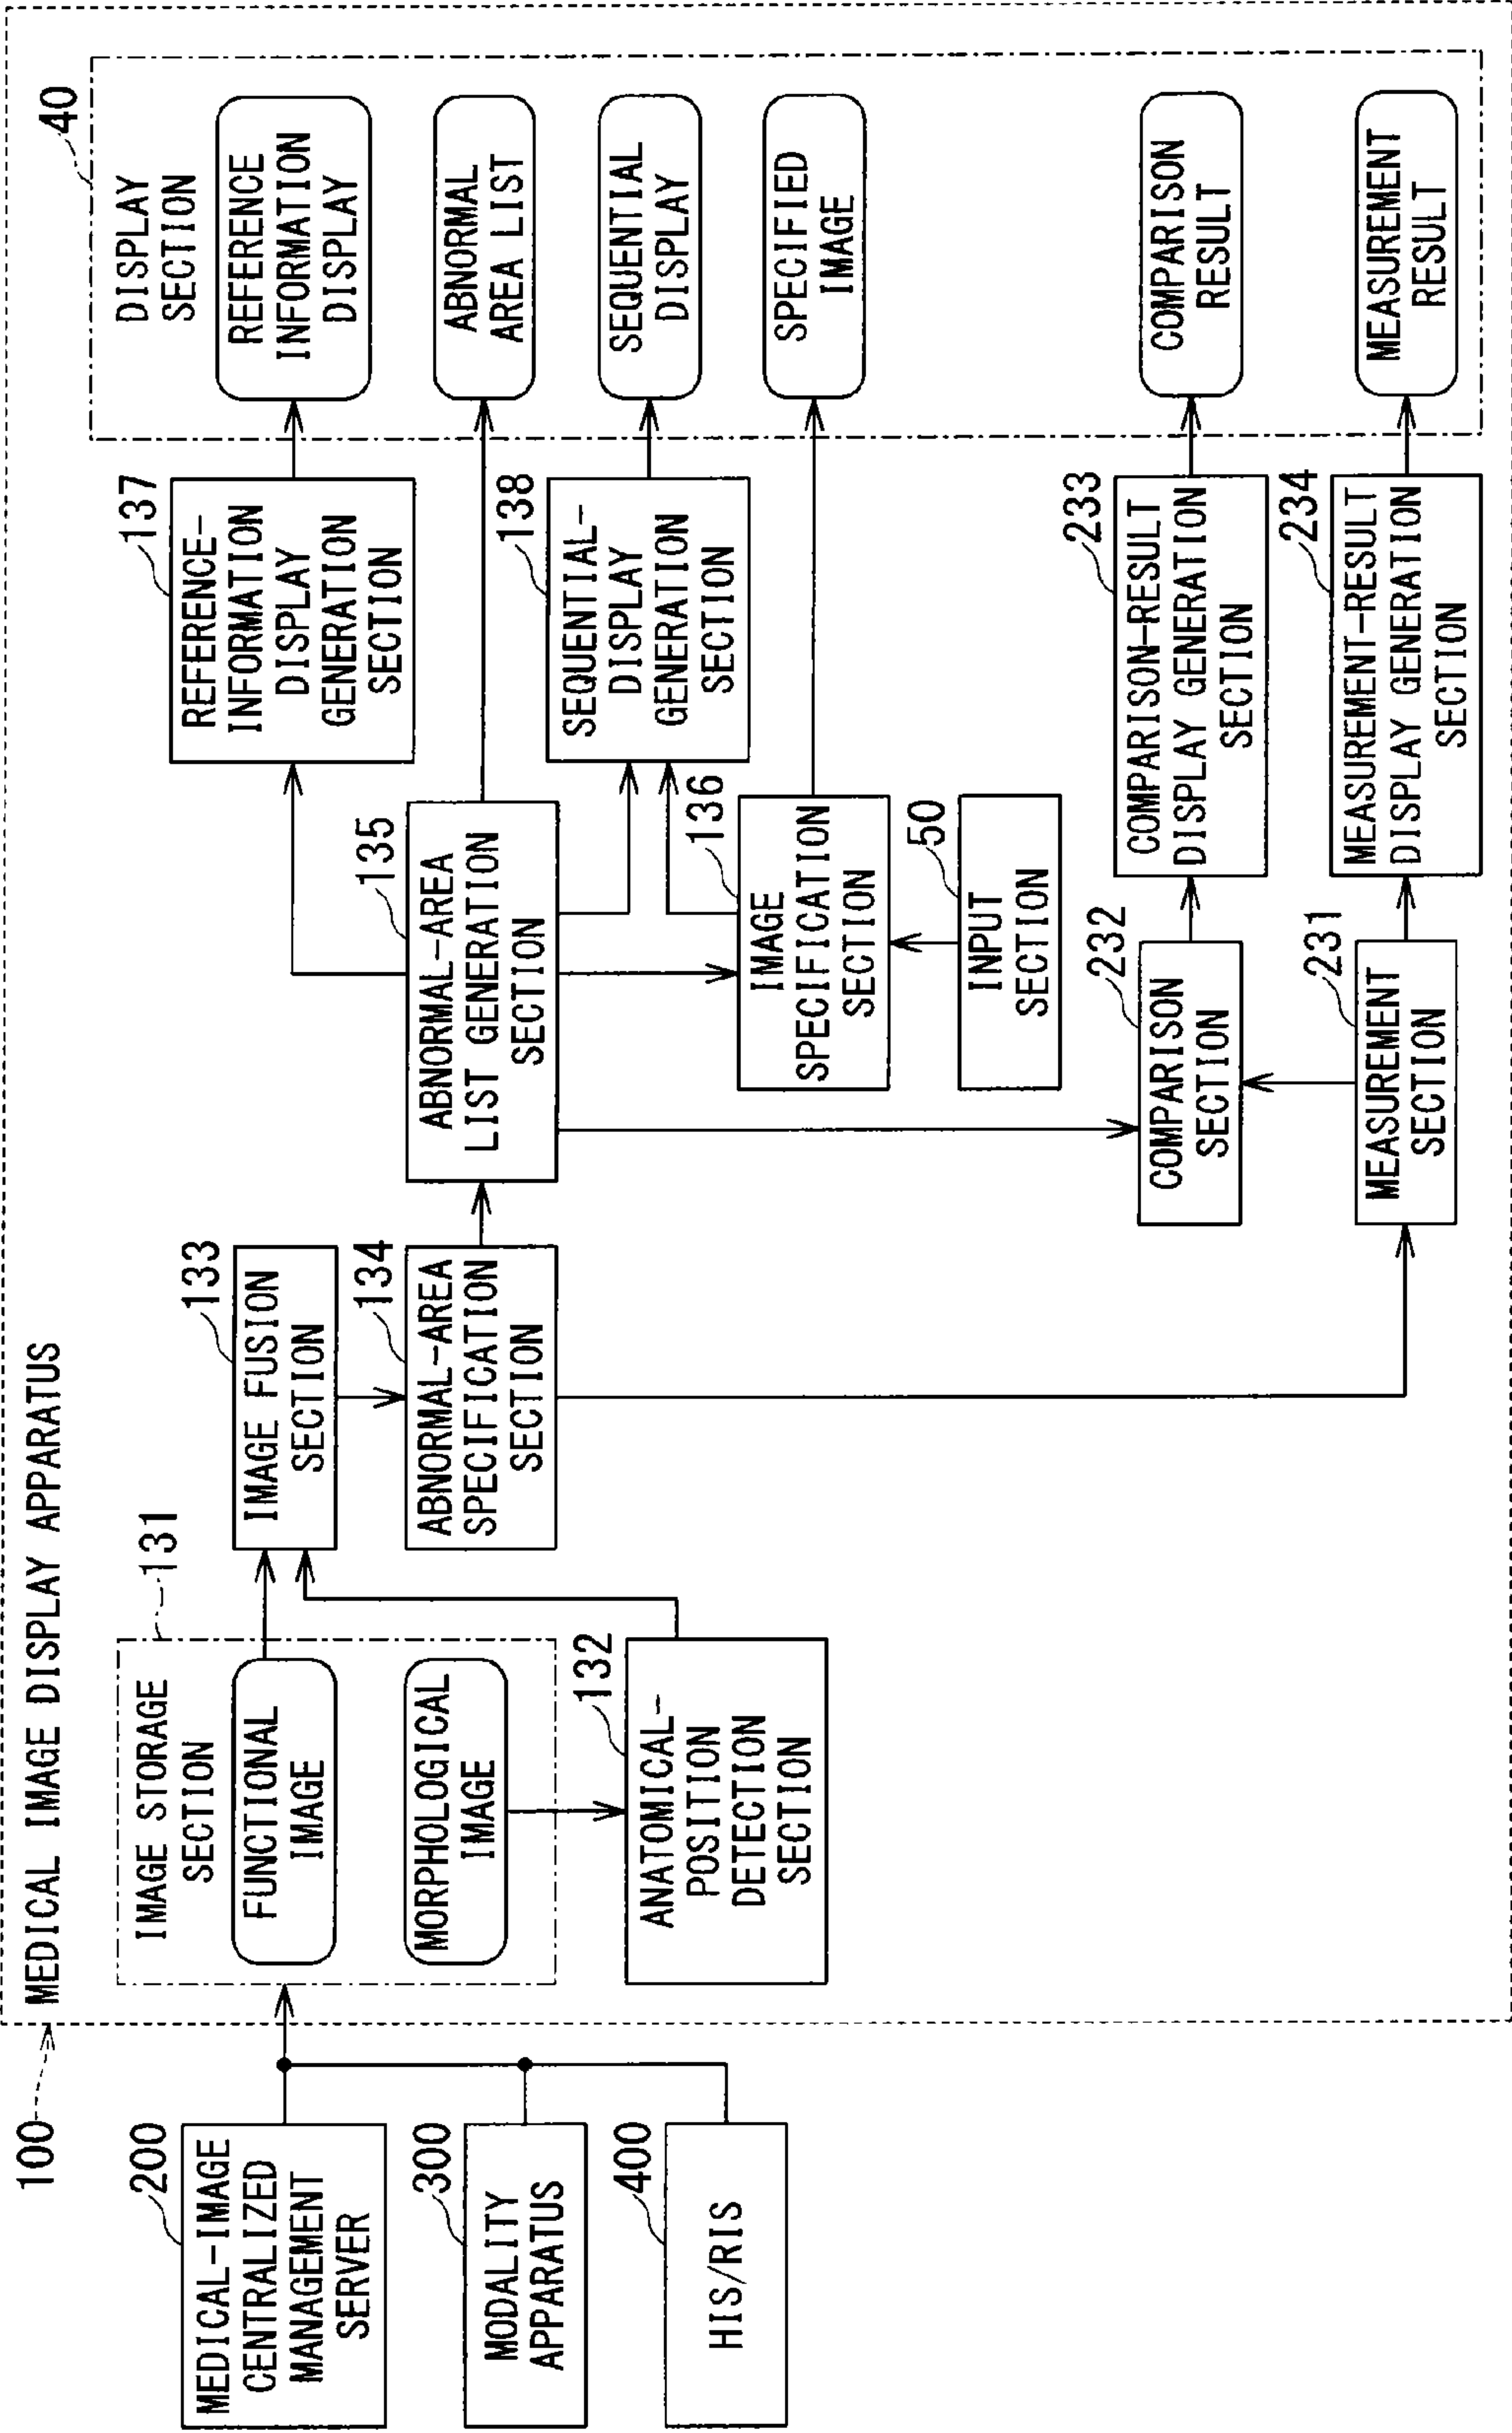 100
MEDICAL IMAGE DISPLAY APPARATUS
200
MEDICAL-IMAGE
CENTRALIZED
MANAGEMENT
SERVER
300
MODALITY
APPARATUS
400
HIS/RIS
131
IMAGE STORAGE
SECTION
FUNCTIONAL
IMAGE
MORPHOLOGICAL
IMAGE
132
ANATOMICAL-
POSITION
DETECTION
SECTION
133
IMAGE FUSION
SECTION
134
ABNORMAL-AREA
SPECIFICATION
SECTION
135
ABNORMAL-AREA
LIST GENERATION
SECTION
136
IMAGE
SPECIFICATION
SECTION
50
INPUT
SECTION
232
COMPARISON
SECTION
231
MEASUREMENT
SECTION
137
REFERENCE-
INFORMATION
DISPLAY
GENERATION
SECTION
138
SEQUENTIAL-
DISPLAY
GENERATION
SECTION
233
COMPARISON-RESULT
DISPLAY GENERATION
SECTION
234
MEASUREMENT-RESULT
DISPLAY GENERATION
SECTION
40
DISPLAY
SECTION
REFERENCE
INFORMATION
DISPLAY
ABNORMAL
AREA LIST
SEQUENTIAL
DISPLAY
SPECIFIED
IMAGE
COMPARISON
RESULT
MEASUREMENT
RESULT